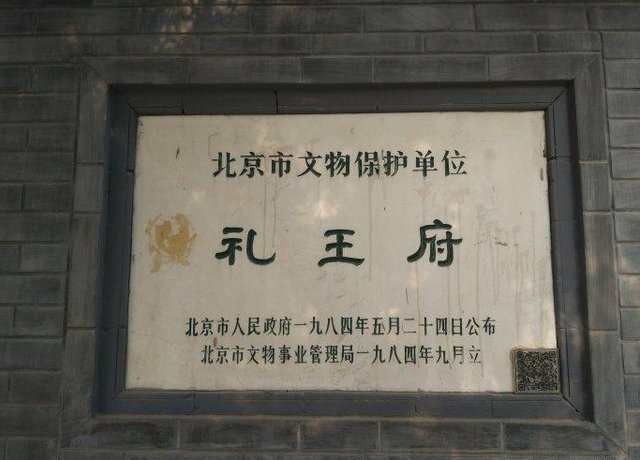 北京市文物保护单位
礼王府
北京市人民政府一九八四年五月二十四日公布
北京市文物事业管理局一九八四年九月立